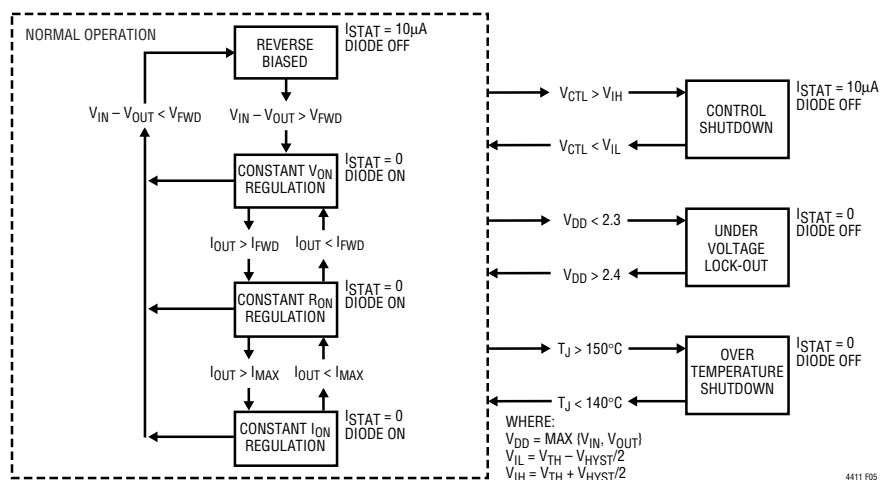 NORMAL OPERATION
REVERSE
BIASED
ISTAT = 10µA
DIODE OFF
VIN – VOUT < VFWD
VIN – VOUT > VFWD
CONSTANT VON
REGULATION
ISTAT = 0
DIODE ON
IOUT > IFWD
IOUT < IFWD
CONSTANT RON
REGULATION
ISTAT = 0
DIODE ON
IOUT > IMAX
IOUT < IMAX
CONSTANT ION
REGULATION
ISTAT = 0
DIODE ON
VCTL > VIH
VCTL < VIL
CONTROL
SHUTDOWN
ISTAT = 10µA
DIODE OFF
VDD < 2.3
VDD > 2.4
UNDER
VOLTAGE
LOCK-OUT
ISTAT = 0
DIODE OFF
TJ > 150°C
TJ < 140°C
OVER
TEMPERATURE
SHUTDOWN
ISTAT = 0
DIODE OFF
WHERE:
VDD = MAX {VIN, VOUT}
VIL = VTH – VHYST/2
VIH = VTH + VHYST/2
4411 F05